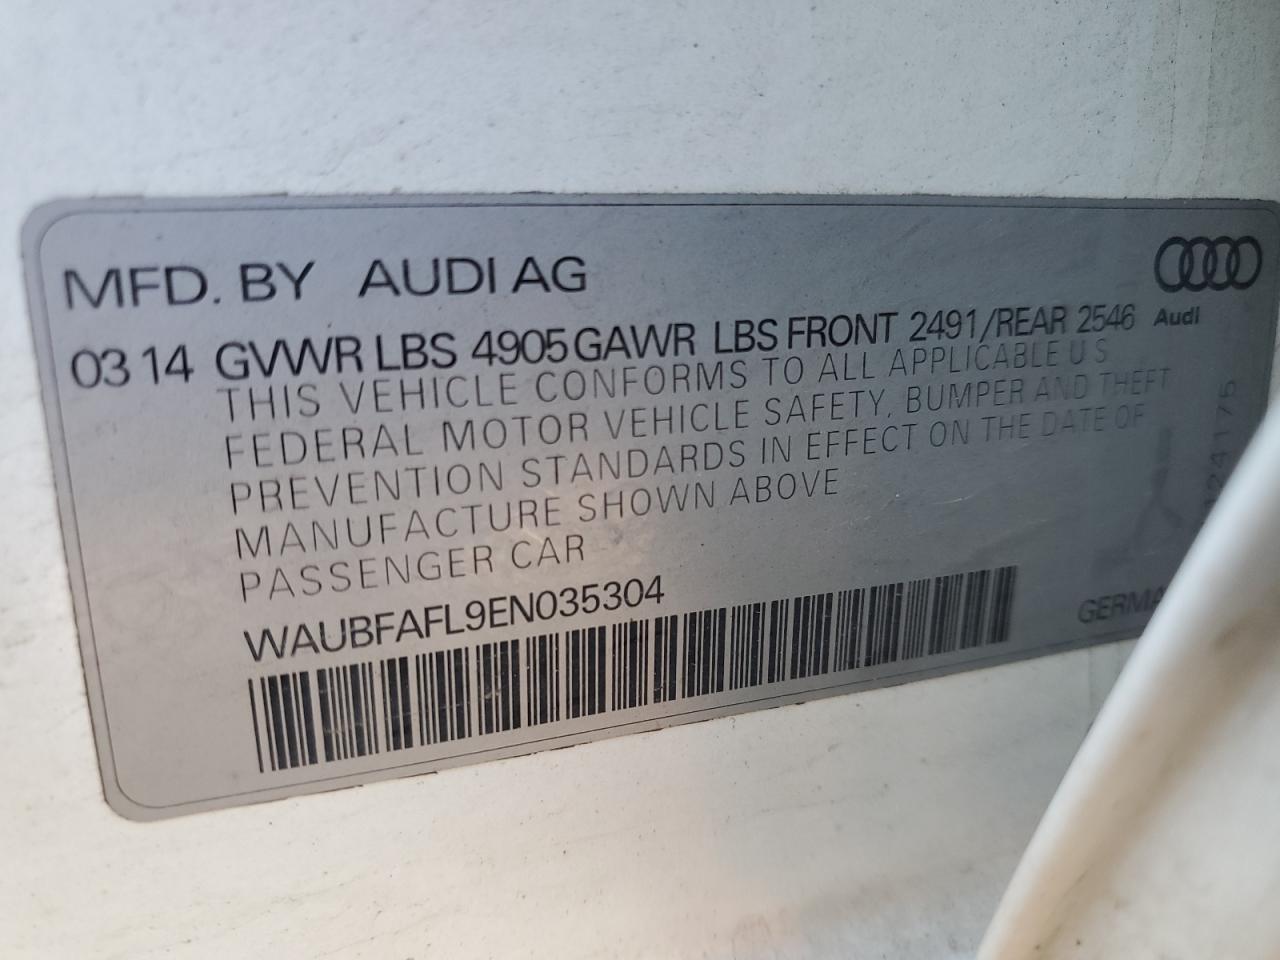 MFD. BY AUDI AG
Audi
03 14 GVWR LBS 4905 GAWR LBS FRONT 2491/REAR 2546
THIS VEHICLE CONFORMS TO ALL APPLICABLE U S
FEDERAL MOTOR VEHICLE SAFETY, BUMPER AND THEFT
PREVENTION STANDARDS IN EFFECT ON THE DATE OF
MANUFACTURE SHOWN ABOVE
PASSENGER CAR
WAUBFAFL9EN035304